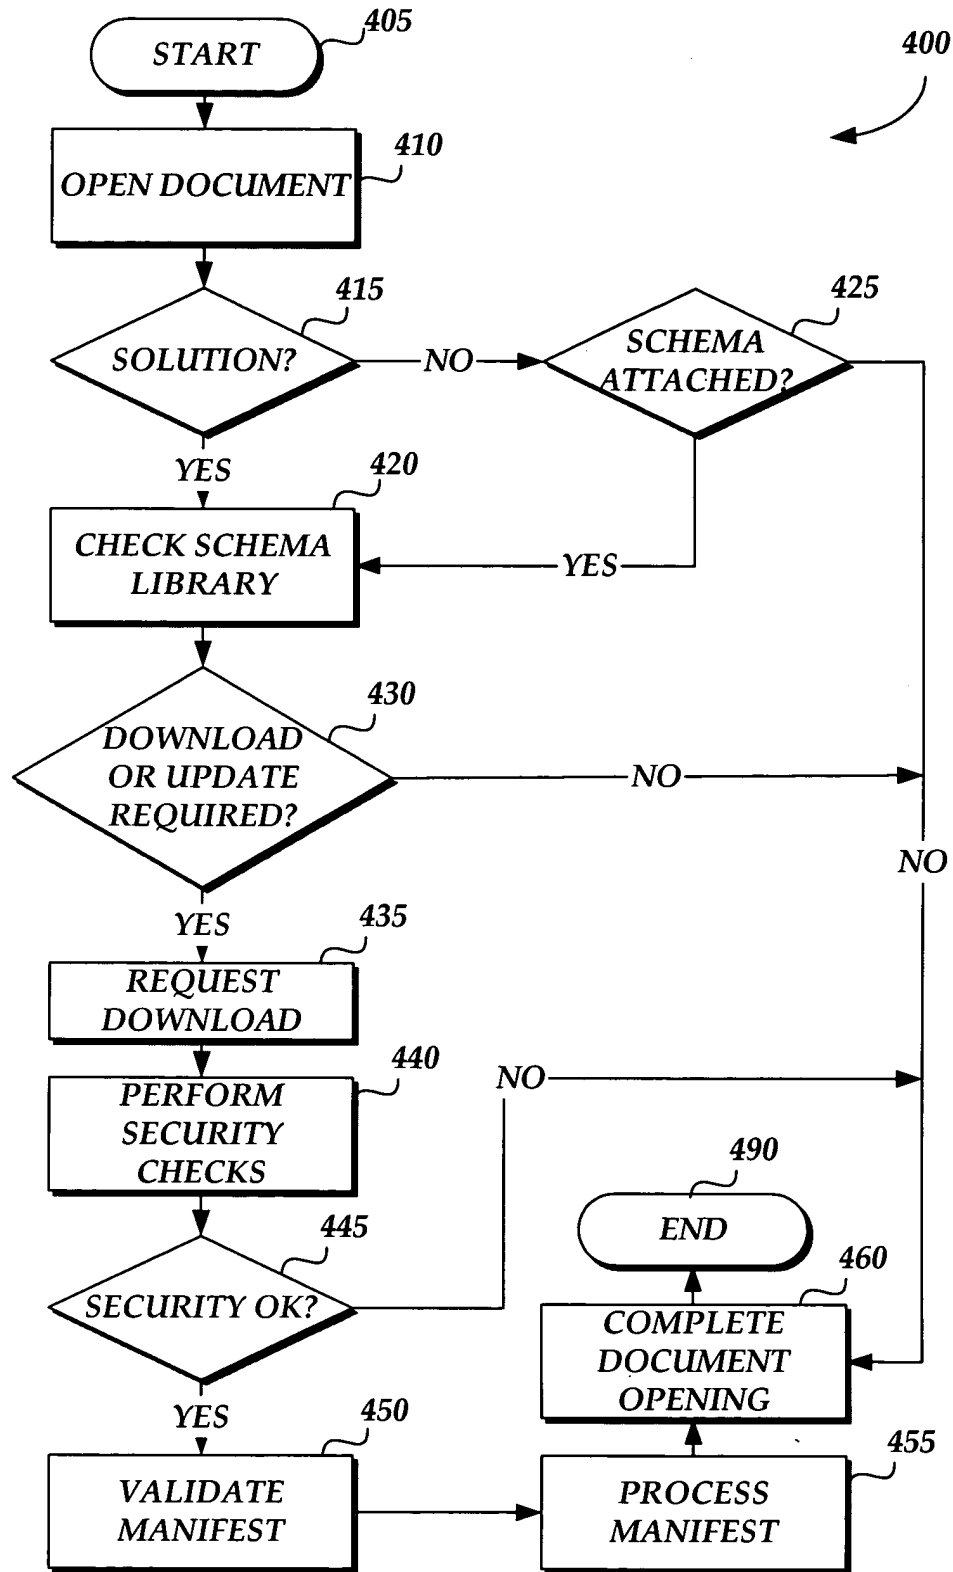 START
405
400
OPEN DOCUMENT
410
SOLUTION?
415
NO
SCHEMA
ATTACHED?
425
YES
CHECK SCHEMA
LIBRARY
420
YES
DOWNLOAD
OR UPDATE
REQUIRED?
430
NO
NO
YES
REQUEST
DOWNLOAD
435
PERFORM
SECURITY
CHECKS
440
NO
SECURITY OK?
445
END
490
COMPLETE
DOCUMENT
OPENING
460
YES
VALIDATE
MANIFEST
450
PROCESS
MANIFEST
455